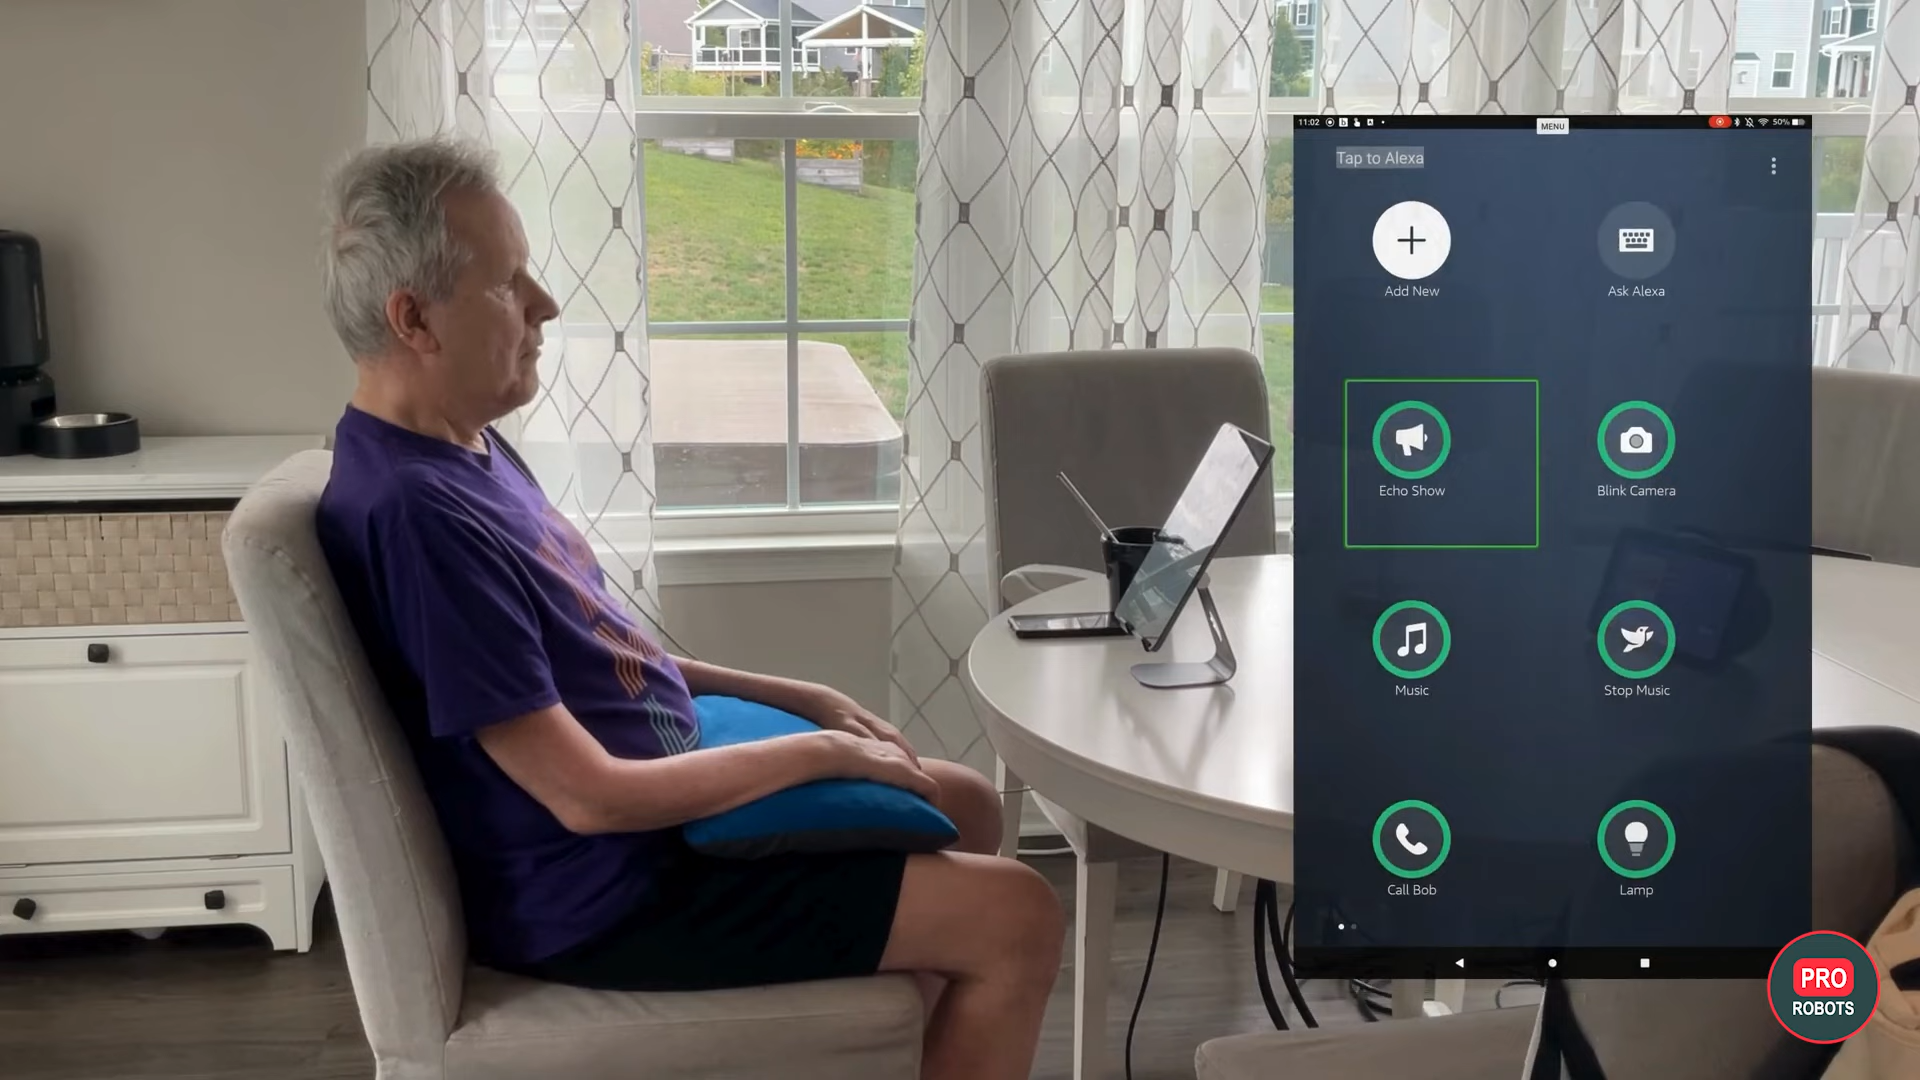 11:02
MENU
50%
Tap to Alexa
Add New
Ask Alexa
Echo Show
Blink Camera
Music
Stop Music
Call Bob
Lamp
PRO
ROBOTS